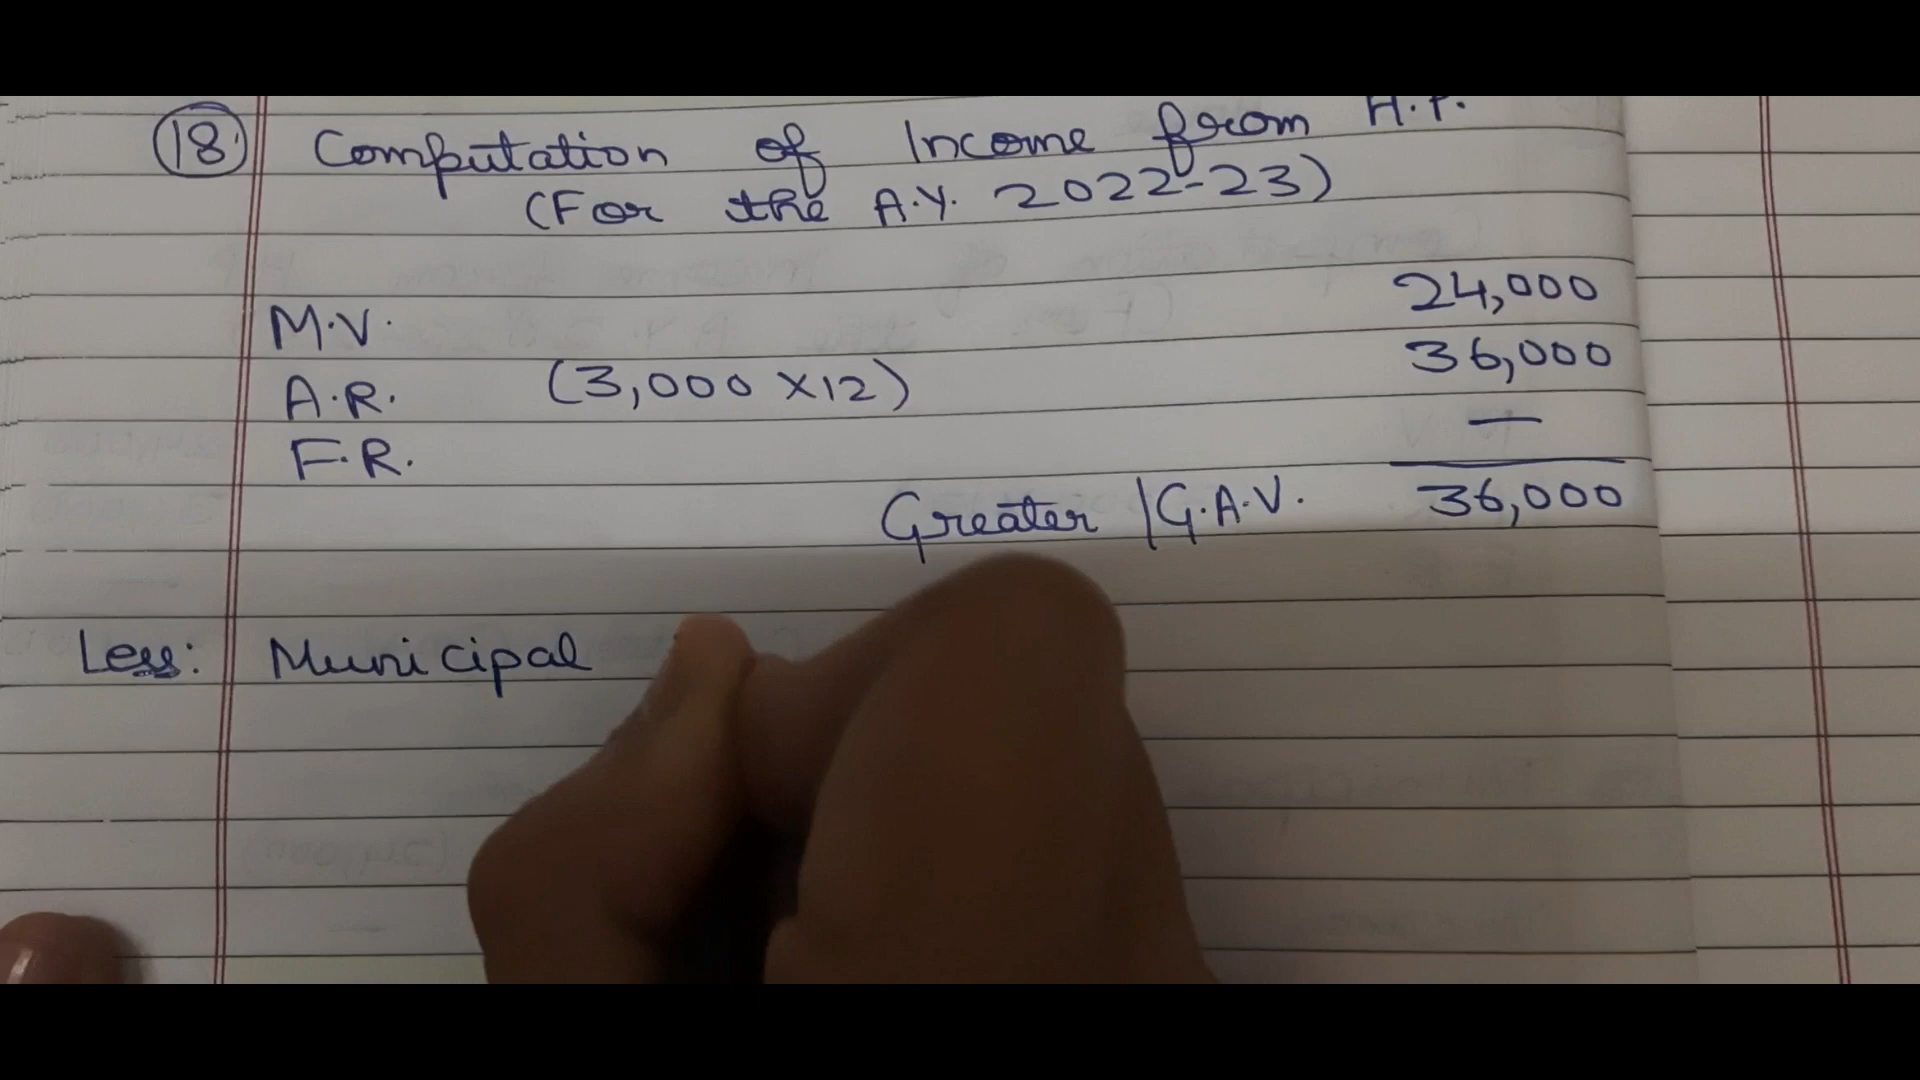 18 Computation of Income from H.P.
(For the A.Y. 2022-23)
M.V. 24,000
A.R. (3,000 x 12) 36,000
F.R. —
Greater / G.A.V. 36,000
Less: Municipal